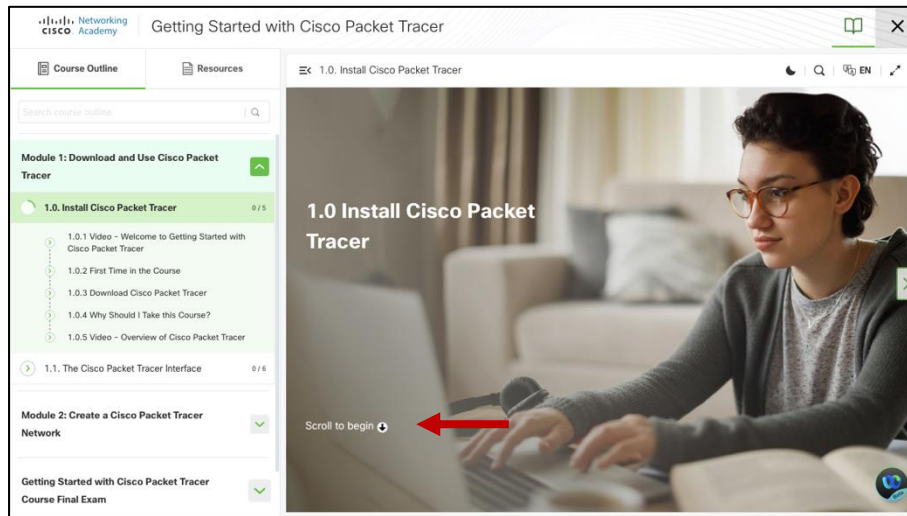 Networking
CISCO Academy
Getting Started with Cisco Packet Tracer
Course Outline
Resources
Search course outline
Module 1: Download and Use Cisco Packet
Tracer
1.0. Install Cisco Packet Tracer
0 / 5
1.0.1 Video - Welcome to Getting Started with
Cisco Packet Tracer
1.0.2 First Time in the Course
1.0.3 Download Cisco Packet Tracer
1.0.4 Why Should I Take this Course?
1.0.5 Video - Overview of Cisco Packet Tracer
1.1. The Cisco Packet Tracer Interface
0 / 6
Module 2: Create a Cisco Packet Tracer
Network
Getting Started with Cisco Packet Tracer
Course Final Exam
1.0. Install Cisco Packet Tracer
EN
1.0 Install Cisco Packet
Tracer
Scroll to begin